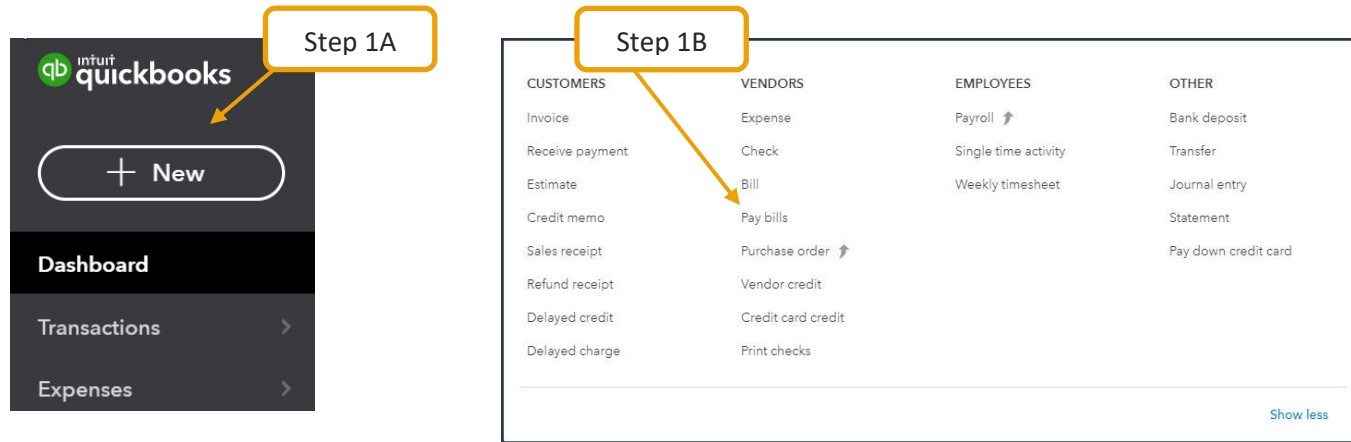 Step 1A
intuit
quickbooks
+ New
Dashboard
Transactions
Expenses
Step 1B
CUSTOMERS
Invoice
Receive payment
Estimate
Credit memo
Sales receipt
Refund receipt
Delayed credit
Delayed charge
VENDORS
Expense
Check
Bill
Pay bills
Purchase order
Vendor credit
Credit card credit
Print checks
EMPLOYEES
Payroll
Single time activity
Weekly timesheet
OTHER
Bank deposit
Transfer
Journal entry
Statement
Pay down credit card
Show less